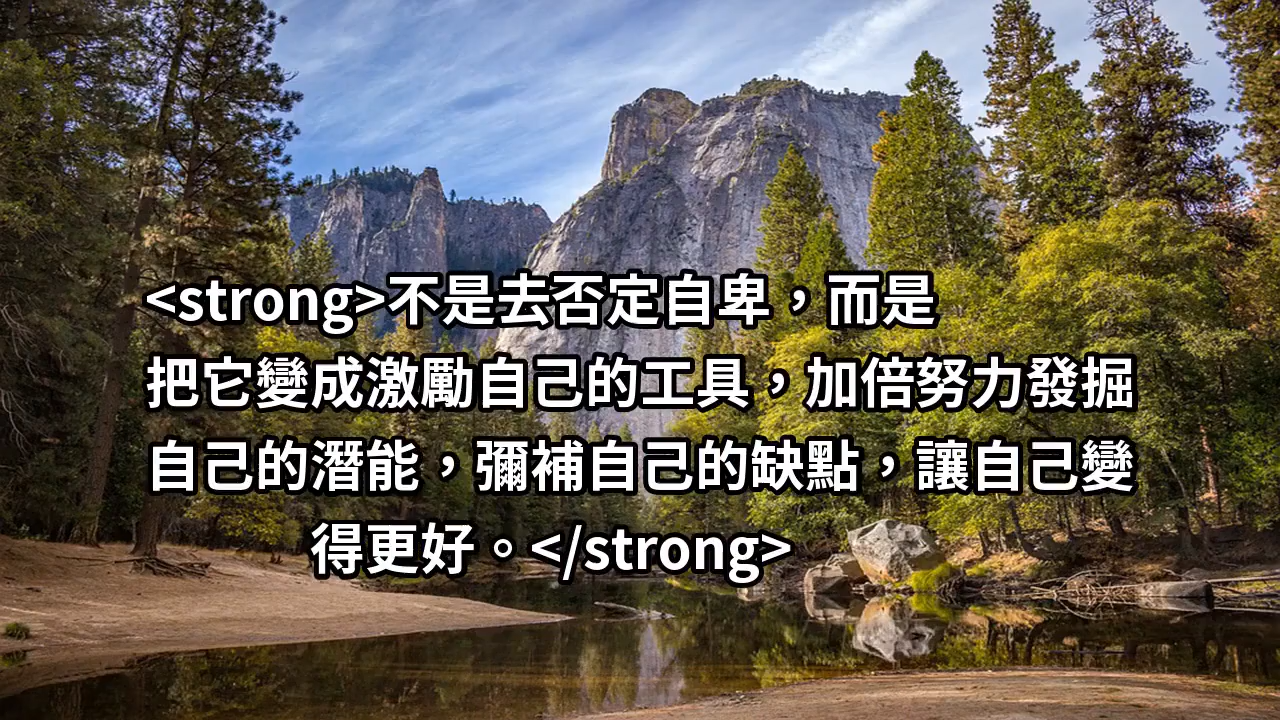 <strong>不是去否定自卑，而是
把它變成激勵自己的工具，加倍努力發掘
自己的潛能，彌補自己的缺點，讓自己變
得更好。</strong>